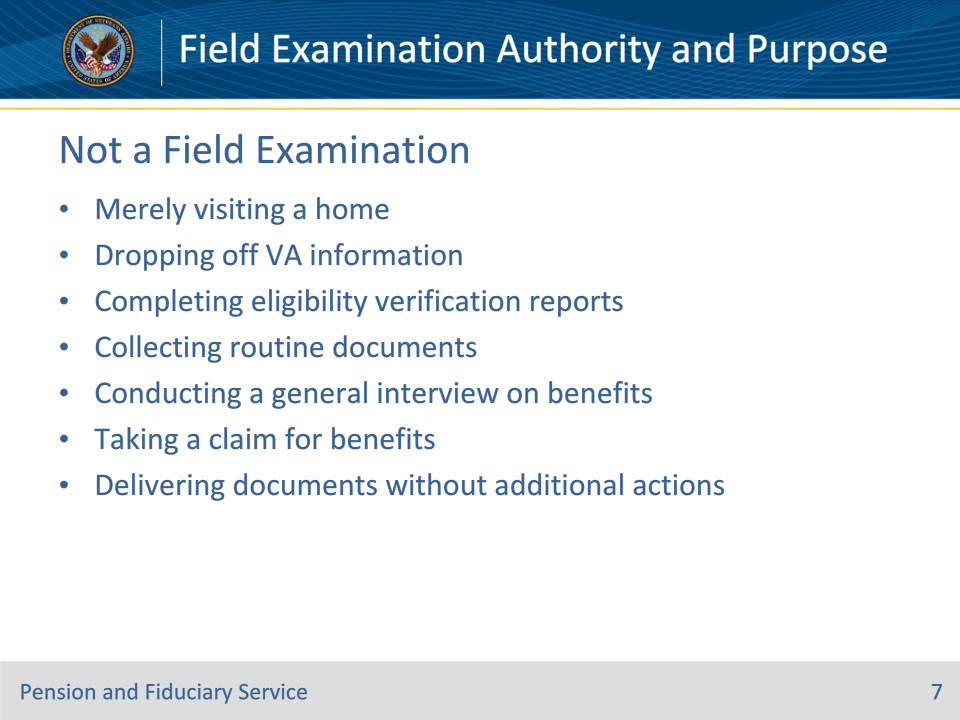 Field Examination Authority and Purpose
Not a Field Examination
• Merely visiting a home
• Dropping off VA information
• Completing eligibility verification reports
• Collecting routine documents
• Conducting a general interview on benefits
• Taking a claim for benefits
• Delivering documents without additional actions
Pension and Fiduciary Service
7